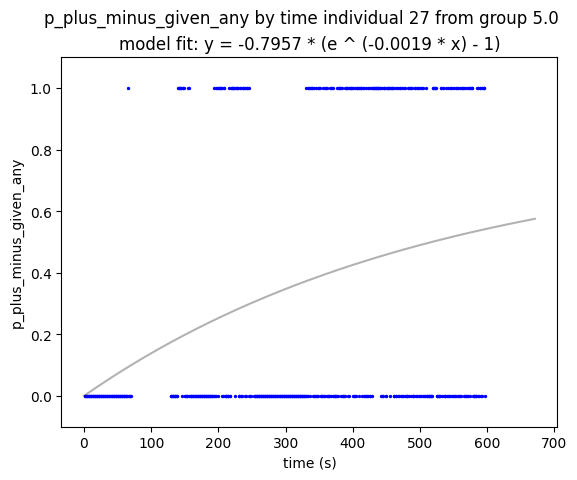 p_plus_minus_given_any by time individual 27 from group 5.0
model fit: y = -0.7957 * (e ^ (-0.0019 * x) - 1)
1.0
0.8
0.6
0.4
0.2
0.0
p_plus_minus_given_any
0 100 200 300 400 500 600 700
time (s)